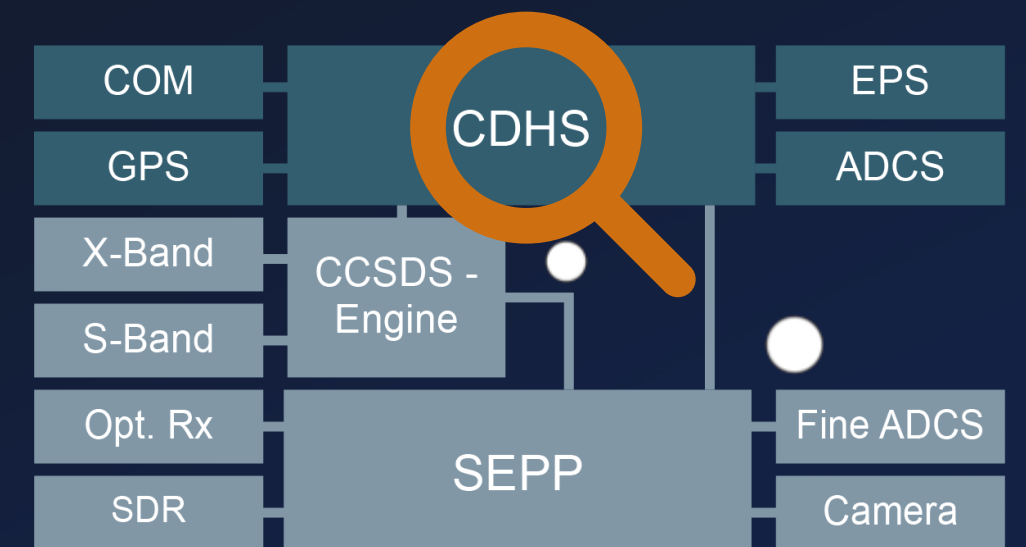 COM
CDHS
EPS
GPS
ADCS
X-Band
CCSDS -
Engine
S-Band
Opt. Rx
SEPP
Fine ADCS
SDR
Camera